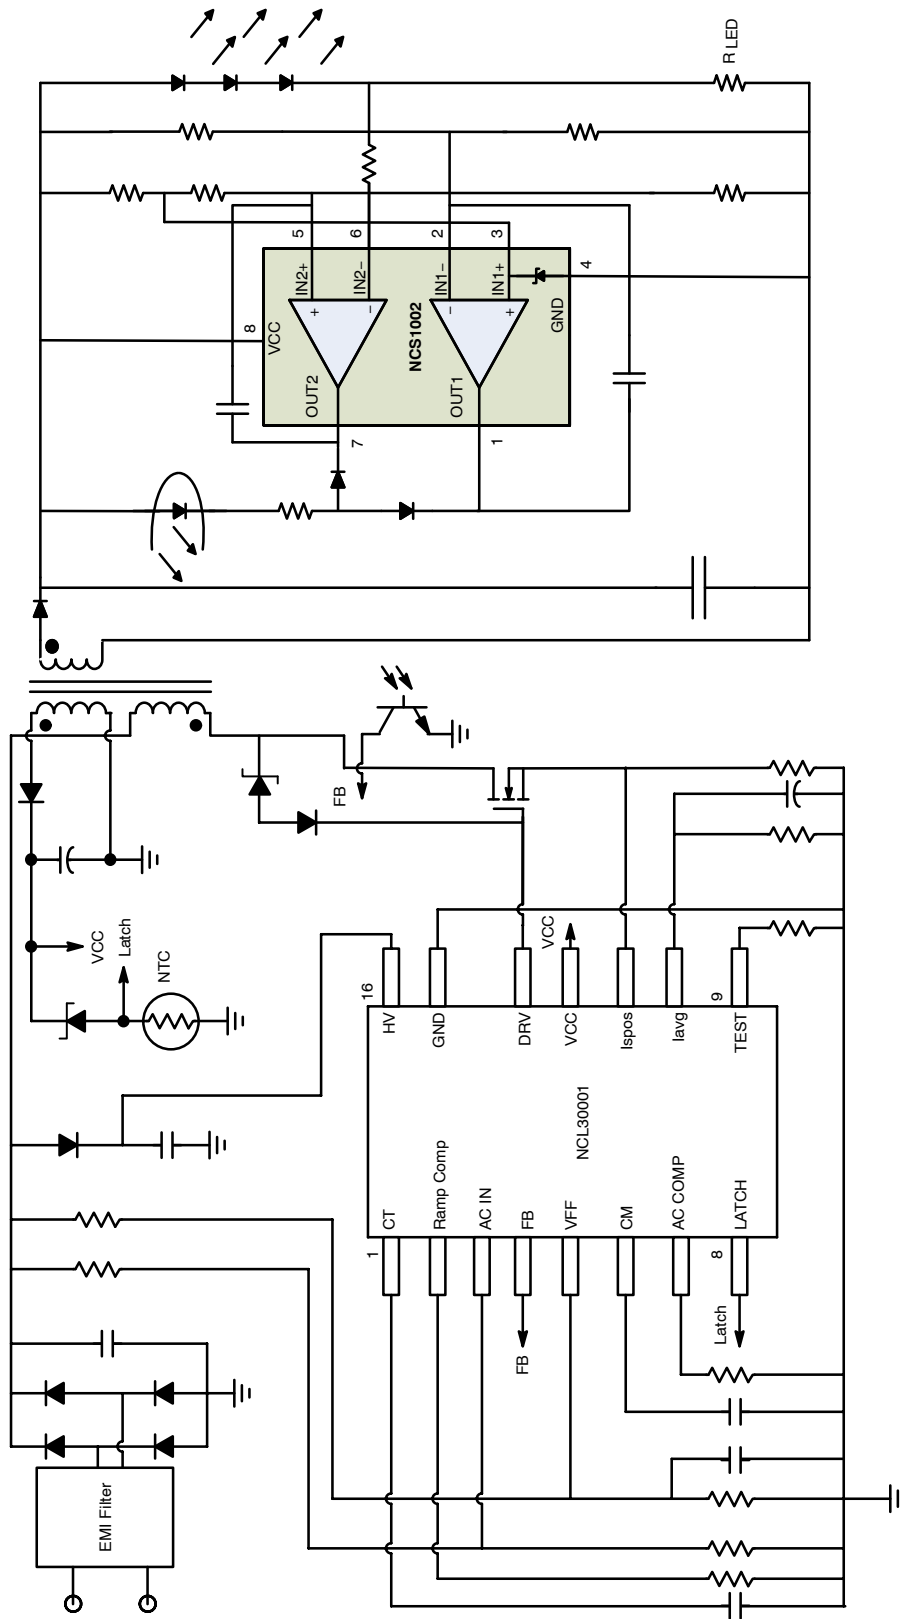 R LED
5
6
2
3
4
IN2+
IN2−
IN1−
IN1+
+
−
−
+
GND
8
VCC
NCS1002
OUT2
OUT1
7
1
FB
VCC
Latch
NTC
VCC
16
9
HV
GND
DRV
VCC
Ispos
Iavg
TEST
NCL30001
CT
Ramp Comp
AC IN
FB
VFF
CM
AC COMP
LATCH
1
8
FB
Latch
EMI Filter